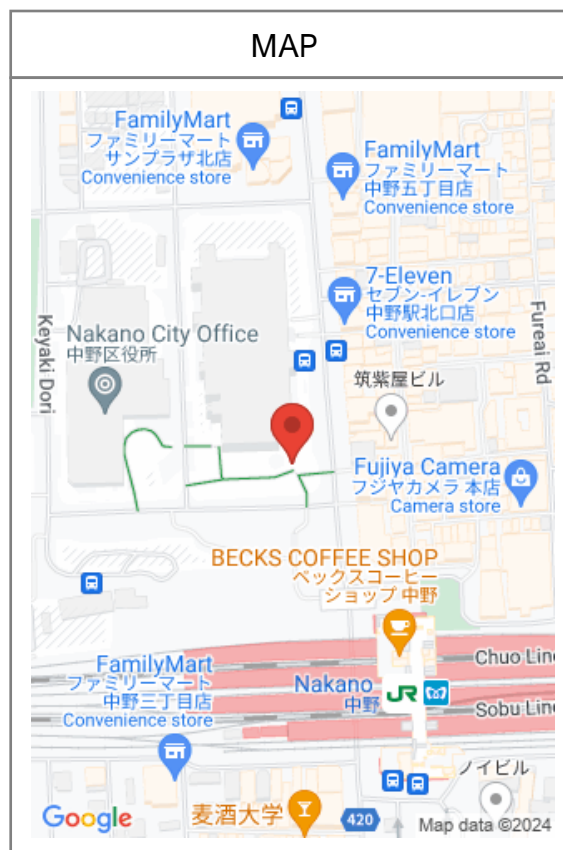 MAP
FamilyMart
ファミリーマート
サンプラザ北店
Convenience store
FamilyMart
ファミリーマート
中野五丁目店
Convenience store
7-Eleven
セブン-イレブン
中野駅北口店
Convenience store
Keyaki Dori
Nakano City Office
中野区役所
Fureai Rd
筑紫屋ビル
Fujiya Camera
フジヤカメラ 本店
Camera store
BECKS COFFEE SHOP
ベックスコーヒー
ショップ 中野
FamilyMart
ファミリーマート
中野三丁目店
Convenience store
Nakano
中野
JR
Chuo Line
Sobu Line
ノイビル
麦酒大学
420
Google
Map data ©2024